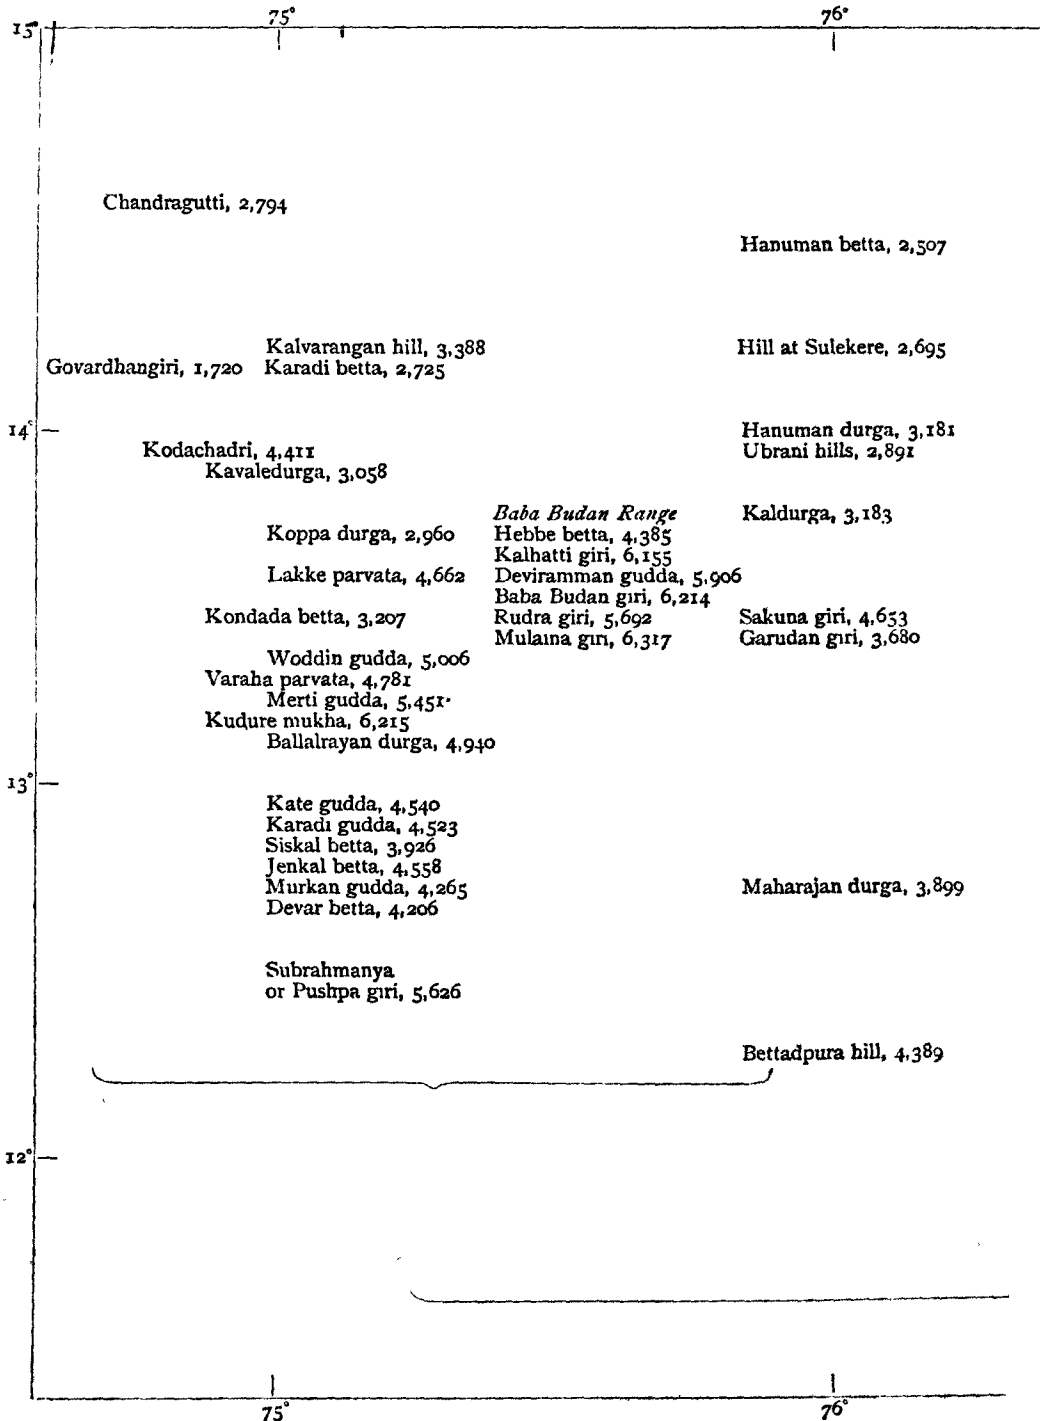 75° 76°
15°
Chandragutti, 2,794
Hanuman betta, 2,507
Kalvarangan hill, 3,388 Hill at Sulekere, 2,695
Govardhangiri, 1,720 Karadi betta, 2,725
14°
Hanuman durga, 3,181
Kodachadri, 4,411 Ubrani hills, 2,891
Kavaledurga, 3,058
Baba Budan Range Kaldurga, 3,183
Koppa durga, 2,960 Hebbe betta, 4,385
Kalhatti giri, 6,155
Lakke parvata, 4,662 Deviramman gudda, 5,906
Baba Budan giri, 6,214
Kondada betta, 3,207 Rudra giri, 5,692 Sakuna giri, 4,653
Mulaina giri, 6,317 Garudan giri, 3,680
Woddin gudda, 5,006
Varaha parvata, 4,781
Merti gudda, 5,451
Kudure mukha, 6,215
Ballalrayan durga, 4,940
13°
Kate gudda, 4,540
Karadi gudda, 4,523
Siskal betta, 3,926
Jenkal betta, 4,558
Murkan gudda, 4,265 Maharajan durga, 3,899
Devar betta, 4,206
Subrahmanya
or Pushpa giri, 5,626
Bettadpura hill, 4,389
12°
75° 76°